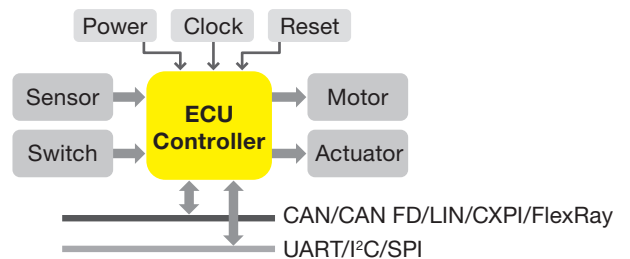 Power Clock Reset
Sensor
ECU
Controller
Motor
Switch
Actuator
CAN/CAN FD/LIN/CXPI/FlexRay
UART/I²C/SPI